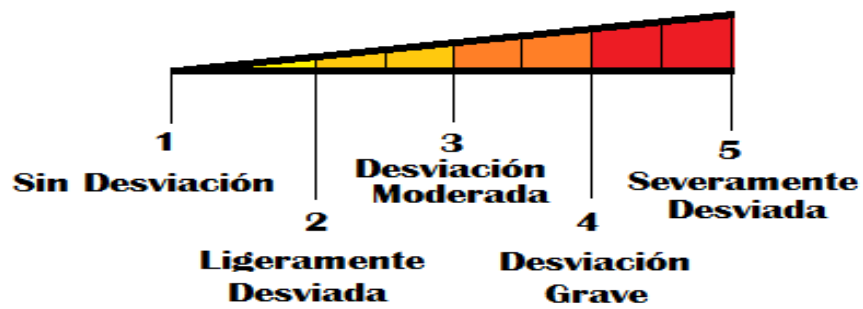 1
Sin Desviación
2
Ligeramente
Desviada
3
Desviación
Moderada
4
Desviación
Grave
5
Severamente
Desviada